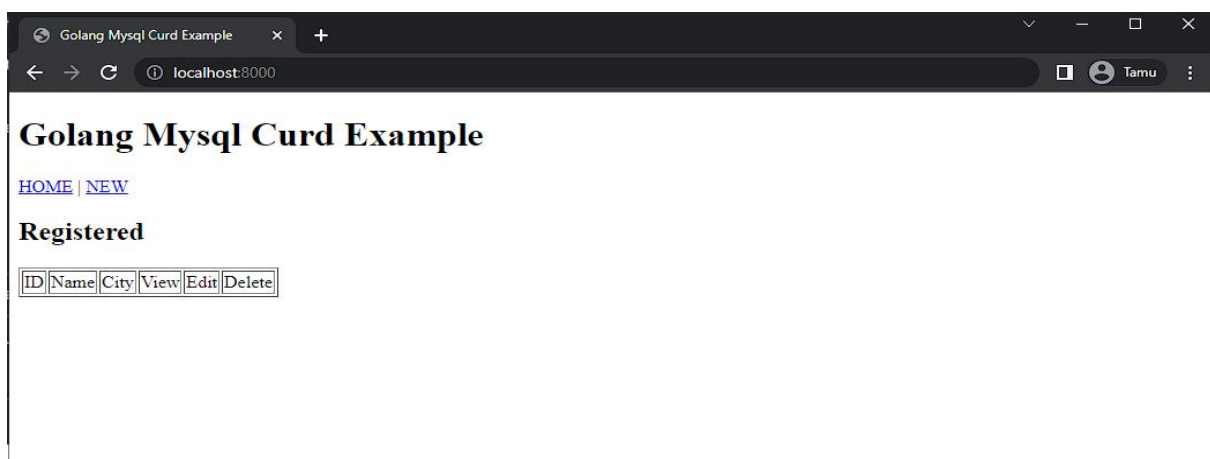 Golang Mysql Curd Example
localhost:8000
Tamu
Golang Mysql Curd Example
HOME | NEW
Registered
ID Name City View Edit Delete